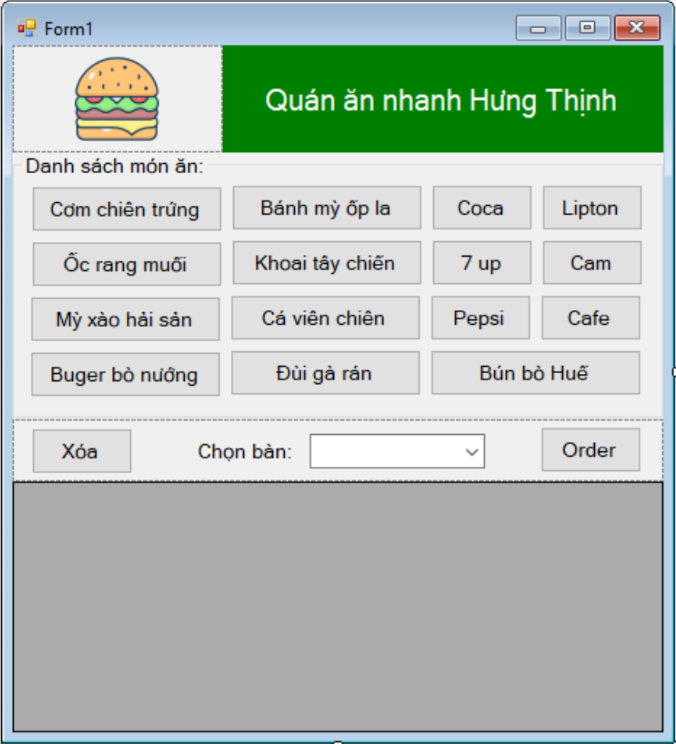 Form1
Quán ăn nhanh Hưng Thịnh
Danh sách món ăn:
Cơm chiên trứng Bánh mỳ ốp la Coca Lipton
Ốc rang muối Khoai tây chiến 7 up Cam
Mỳ xào hải sản Cá viên chiên Pepsi Cafe
Buger bò nướng Đùi gà rán Bún bò Huế
Xóa Chọn bàn: Order